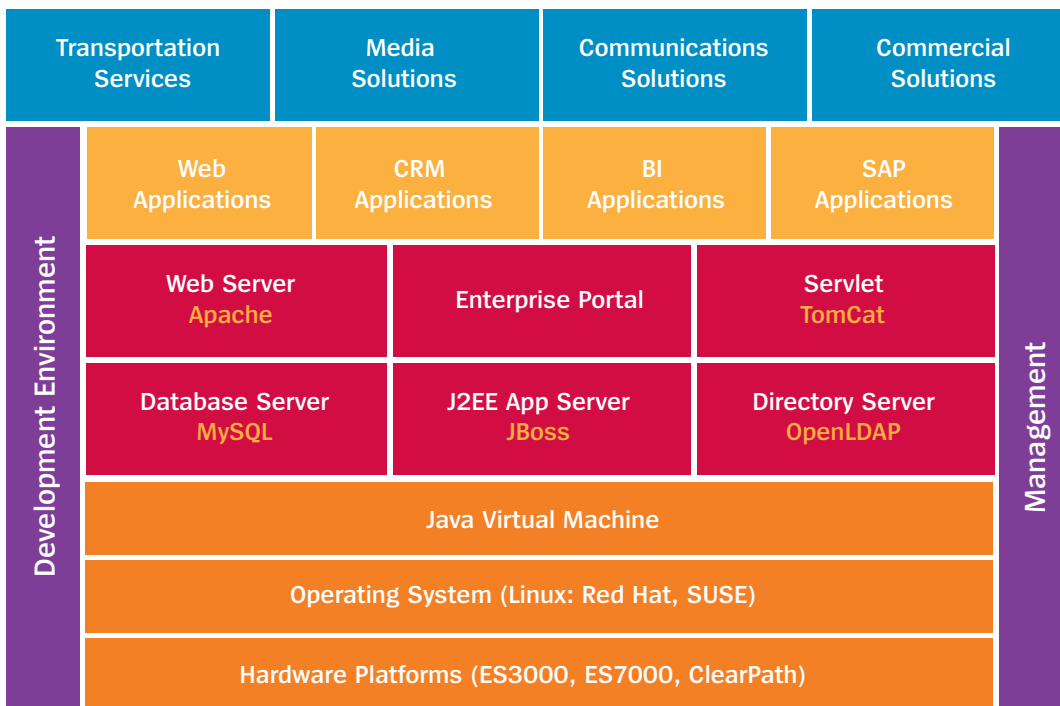 Transportation
Services
Media
Solutions
Communications
Solutions
Commercial
Solutions
Development Environment
Web
Applications
CRM
Applications
BI
Applications
SAP
Applications
Management
Web Server
Apache
Enterprise Portal
Servlet
TomCat
Database Server
MySQL
J2EE App Server
JBoss
Directory Server
OpenLDAP
Java Virtual Machine
Operating System (Linux: Red Hat, SUSE)
Hardware Platforms (ES3000, ES7000, ClearPath)